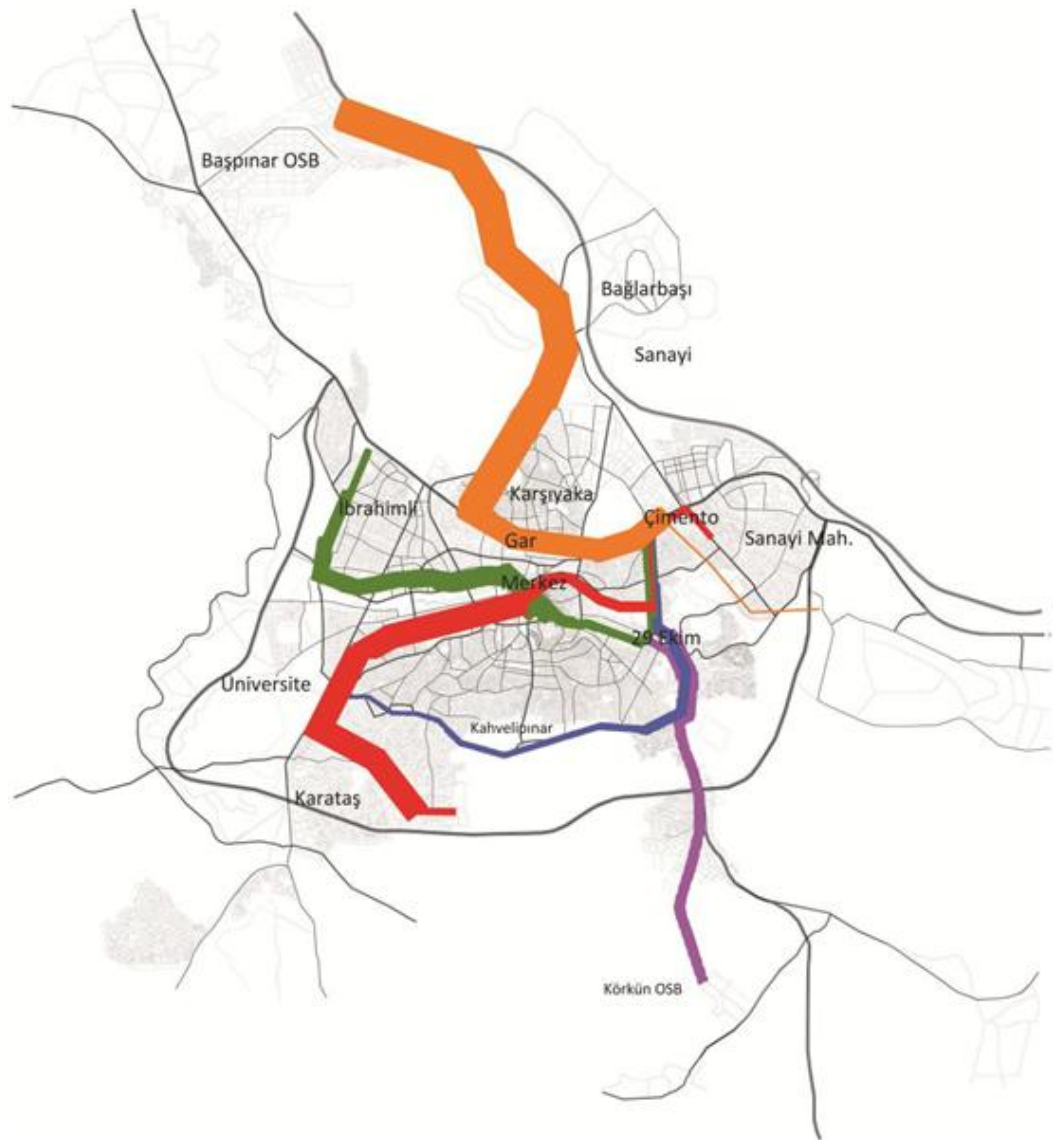 Başpınar OSB
Bağlarbaşı
Sanayi
Karşıyaka
İbrahimli
Çimento
Gar
Sanayi Mah.
Merkez
29 Ekim
Üniversite
Kahvelipınar
Karataş
Körkün OSB